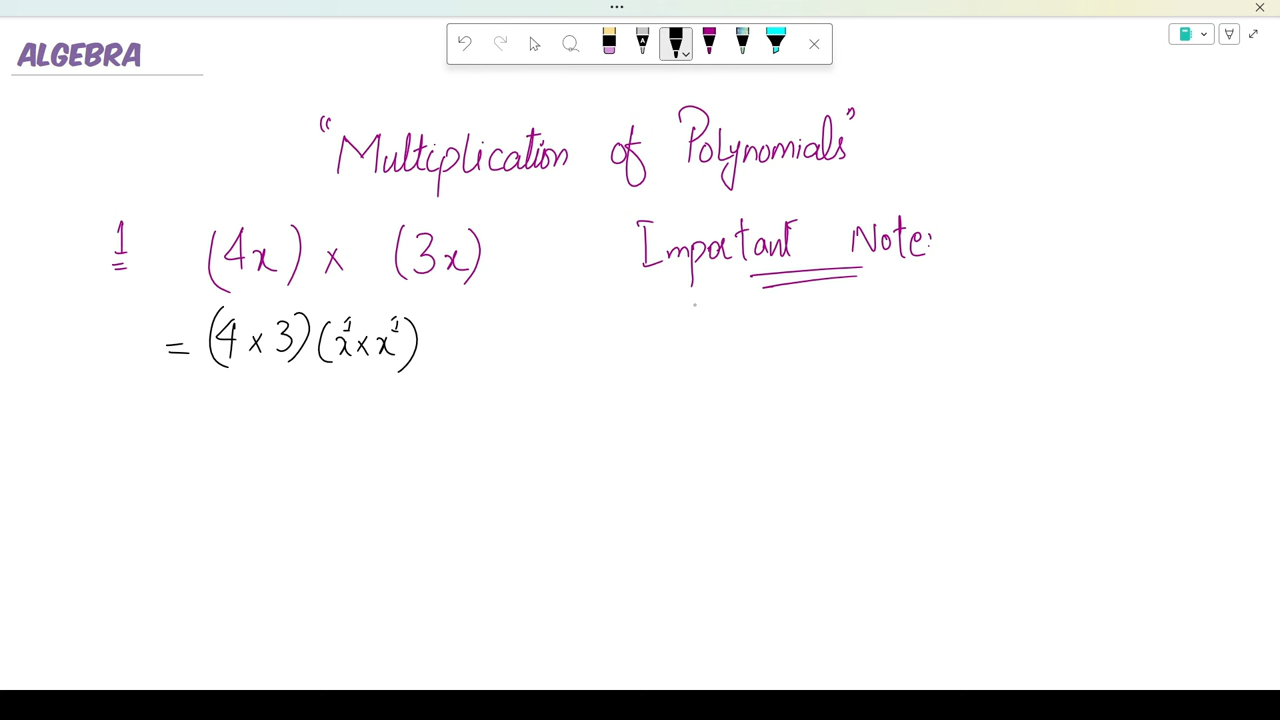 ALGEBRA
"Multiplication of Polynomials"
1 (4x) × (3x)
Important Note:
= (4 × 3)(x¹ × x¹)